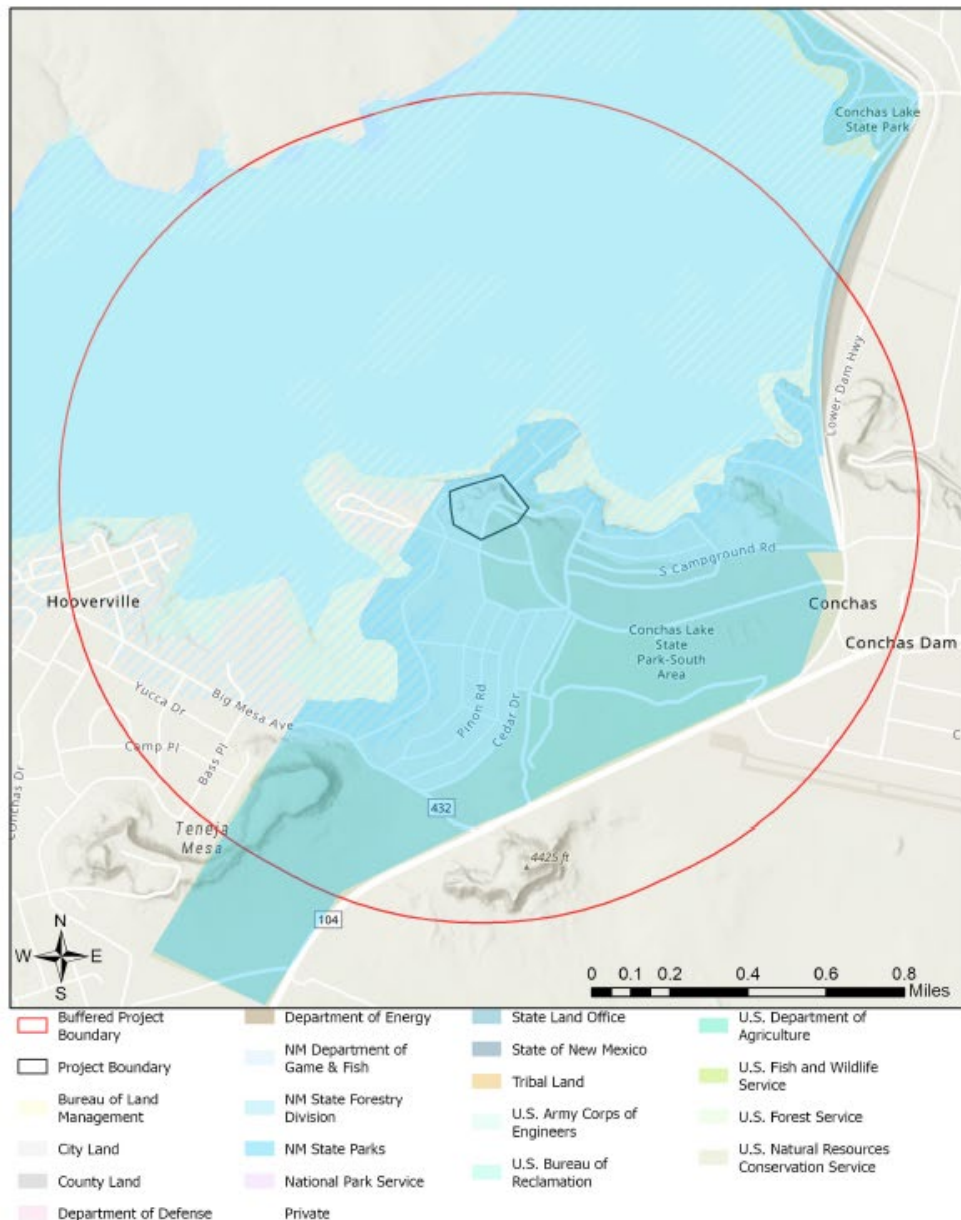 Conchas Lake
State Park
Lower Dam Hwy
S Campground Rd
Hooverville
Conchas
Conchas Lake
State
Park-South
Area
Conchas Dam
Big Mesa Ave
Yucca Dr
Pinon Rd
Cedar Dr
Camp Pl
Bass Pl
C
Conchas Dr
432
Teneja
Mesa
4425 ft
104
N
W E
S
0 0.1 0.2 0.4 0.6 0.8
Miles
Buffered Project
Boundary
Project Boundary
Bureau of Land
Management
City Land
County Land
Department of Defense
Department of Energy
NM Department of
Game & Fish
NM State Forestry
Division
NM State Parks
National Park Service
Private
State Land Office
State of New Mexico
Tribal Land
U.S. Army Corps of
Engineers
U.S. Bureau of
Reclamation
U.S. Department of
Agriculture
U.S. Fish and Wildlife
Service
U.S. Forest Service
U.S. Natural Resources
Conservation Service